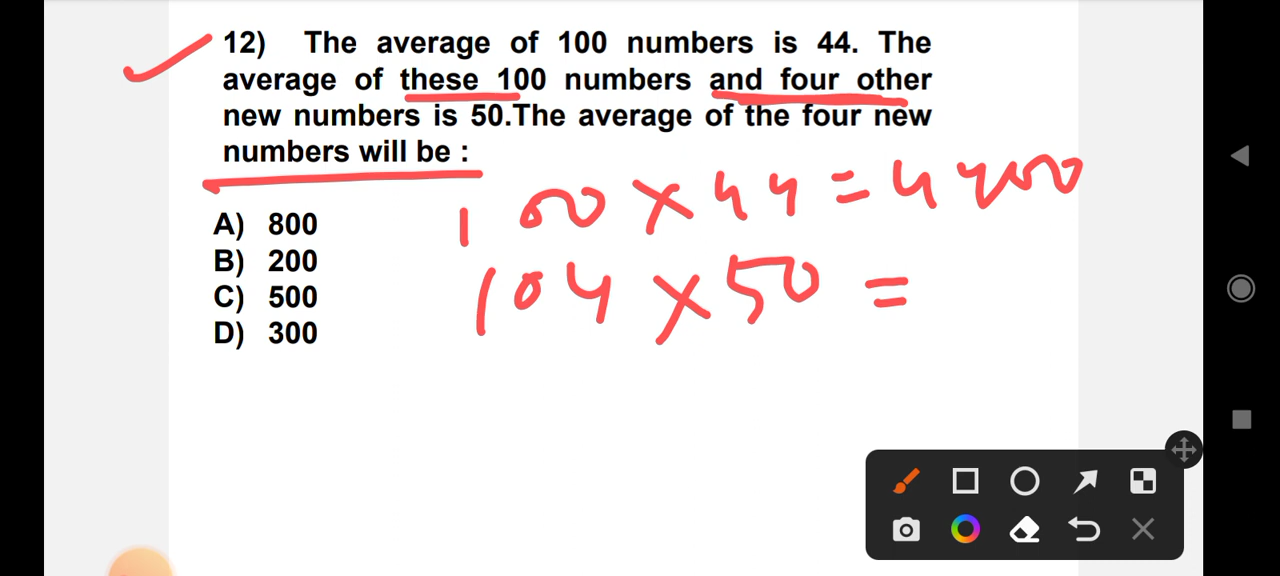 12) The average of 100 numbers is 44. The
average of these 100 numbers and four other
new numbers is 50.The average of the four new
numbers will be :
100 × 44 = 4400
A) 800
B) 200
104 × 50 =
C) 500
D) 300